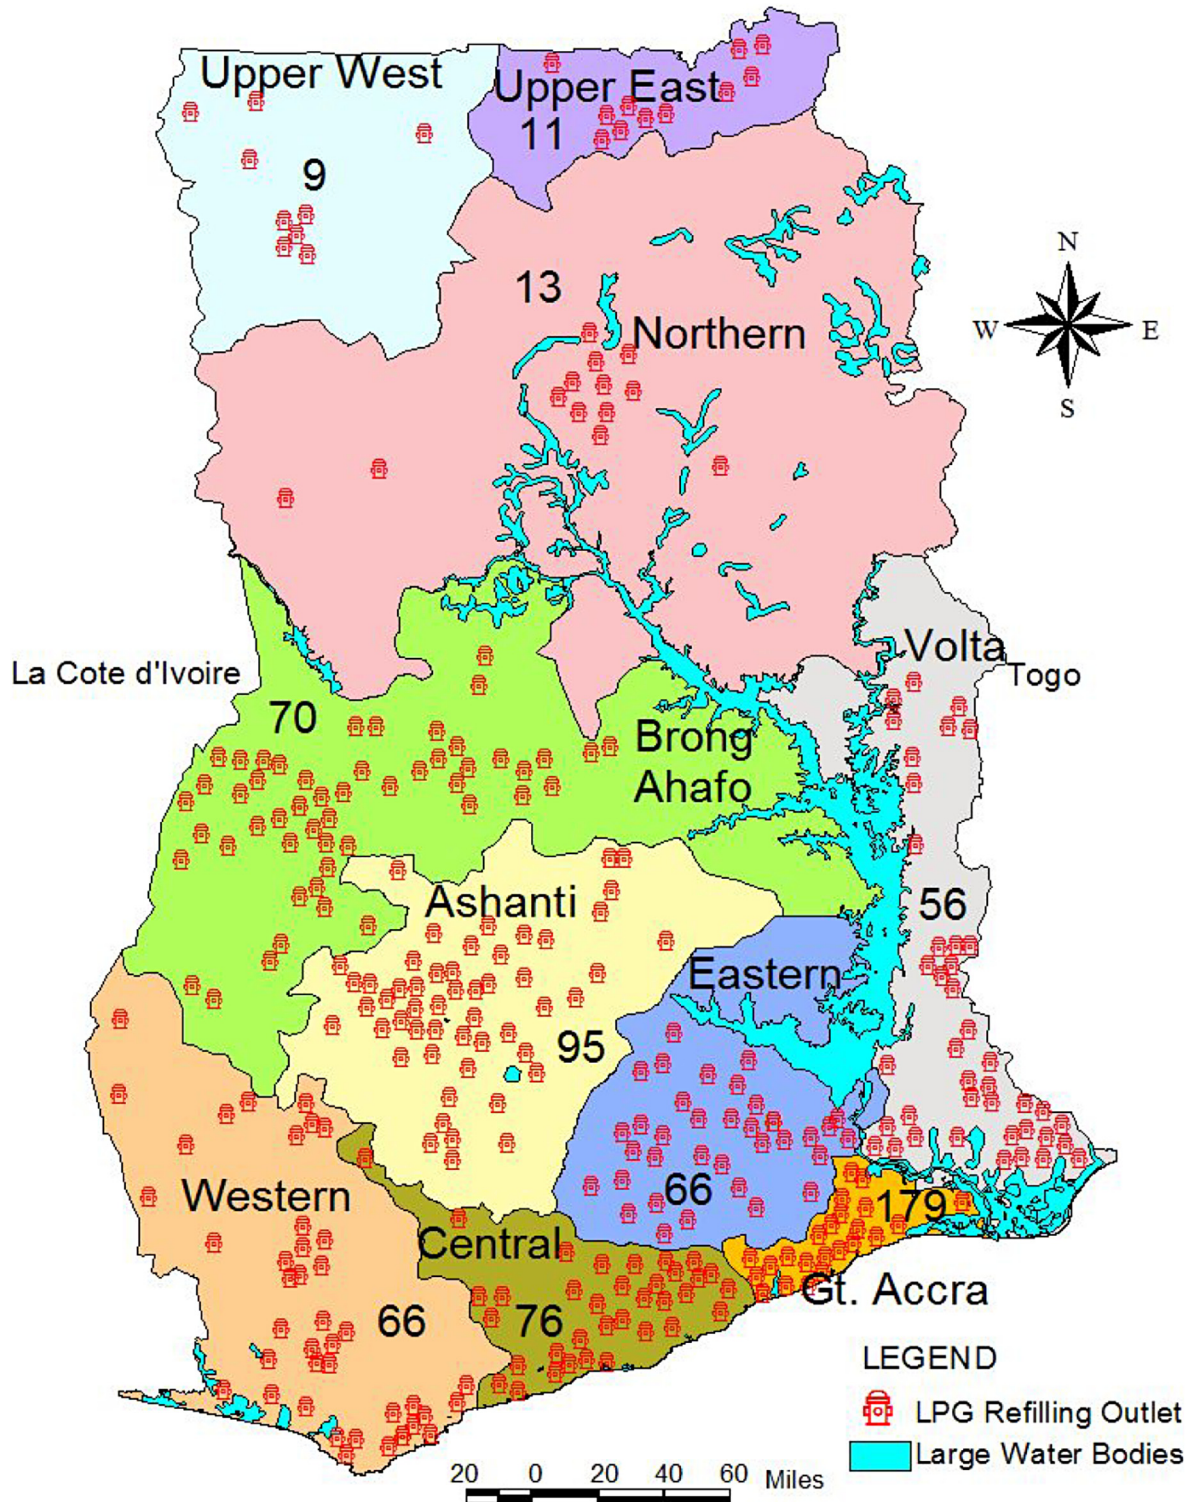 Upper West
Upper East
11
9
N
13
W
E
Northern
S
Volta
La Cote d'Ivoire
Togo
70
Brong
Ahafo
Ashanti
56
Eastern
95
Western
66
179
Central
Gt. Accra
66
76
LEGEND
LPG Refilling Outlet
Large Water Bodies
20 0 20 40 60 Miles